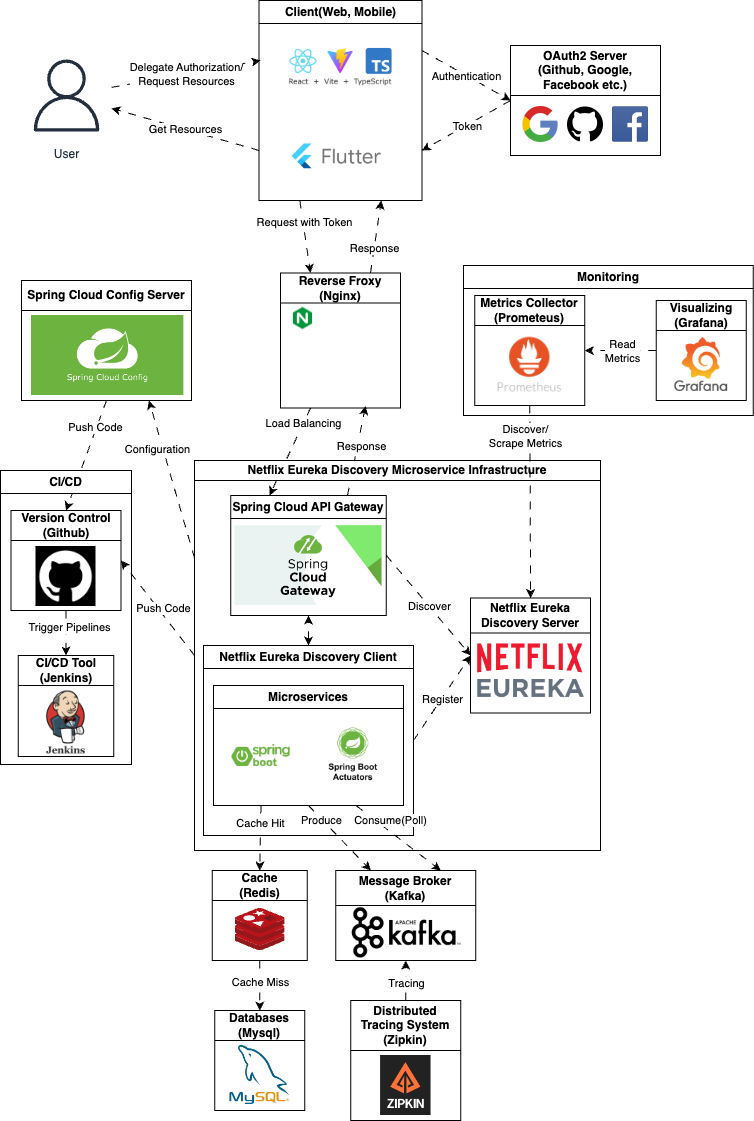 Client(Web, Mobile)
React + Vite + TypeScript
TS
Flutter
Delegate Authorization/
Request Resources
Get Resources
User
Authentication
Token
OAuth2 Server
(Github, Google,
Facebook etc.)
Request with Token
Response
Reverse Froxy
(Nginx)
Spring Cloud Config Server
Spring Cloud Config
Monitoring
Metrics Collector
(Prometeus)
Prometheus
Read
Metrics
Visualizing
(Grafana)
Grafana
Push Code
Configuration
Load Balancing
Response
Discover/
Scrape Metrics
CI/CD
Version Control
(Github)
Trigger Pipelines
CI/CD Tool
(Jenkins)
Jenkins
Push Code
Netflix Eureka Discovery Microservice Infrastructure
Spring Cloud API Gateway
Spring
Cloud
Gateway
Discover
Netflix Eureka
Discovery Server
NETFLIX
EUREKA
Register
Netflix Eureka Discovery Client
Microservices
spring
boot
Spring Boot
Actuators
Cache Hit
Produce
Consume(Poll)
Cache
(Redis)
Message Broker
(Kafka)
APACHE
kafka
Cache Miss
Tracing
Databases
(Mysql)
MySQL
Distributed
Tracing System
(Zipkin)
ZIPKIN